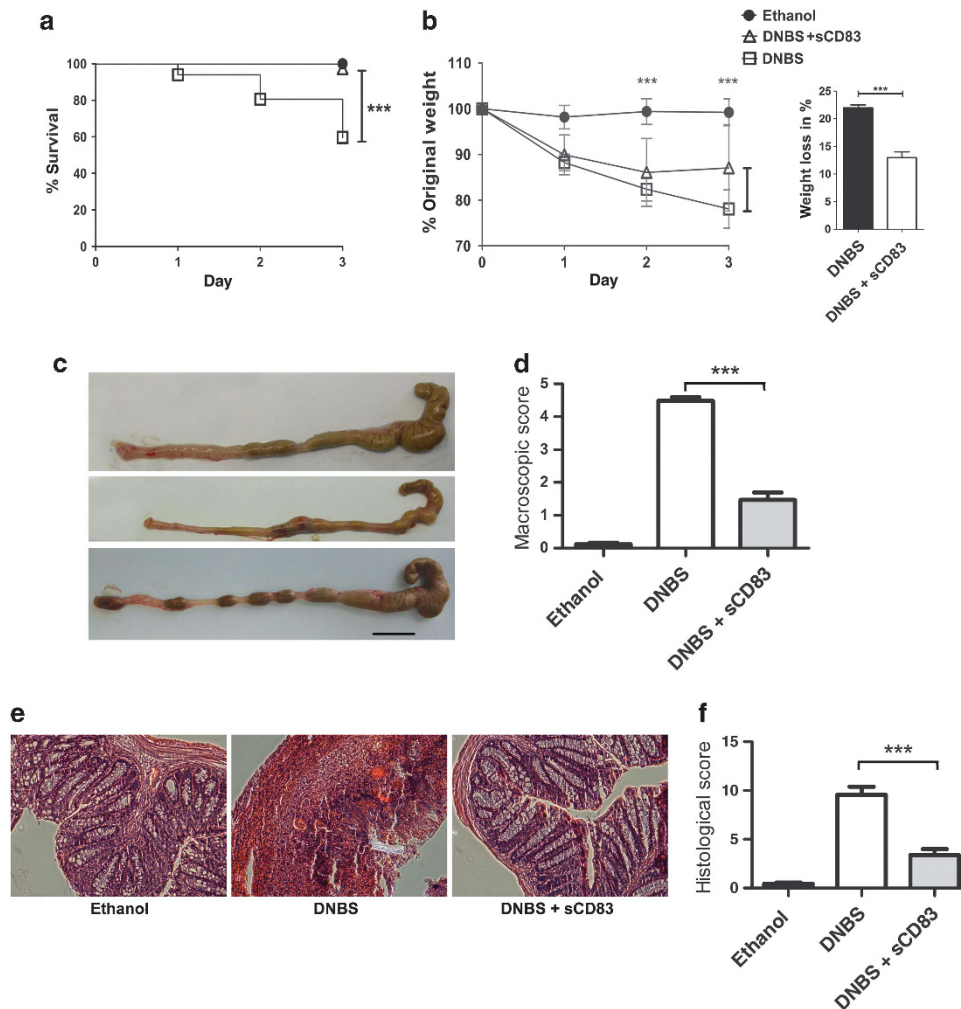 a
100
80
60
40
20
0
% Survival
0 1 2 3
Day
***
b
Ethanol
DNBS +sCD83
DNBS
110
100
90
80
70
% Original weight
0 1 2 3
Day
*** ***
25
20
15
10
5
0
Weight loss in %
***
DNBS
DNBS + sCD83
c
d
5
4
3
2
1
0
Macroscopic score
***
Ethanol
DNBS
DNBS + sCD83
e
Ethanol DNBS DNBS + sCD83
f
15
10
5
0
Histological score
***
Ethanol
DNBS
DNBS + sCD83